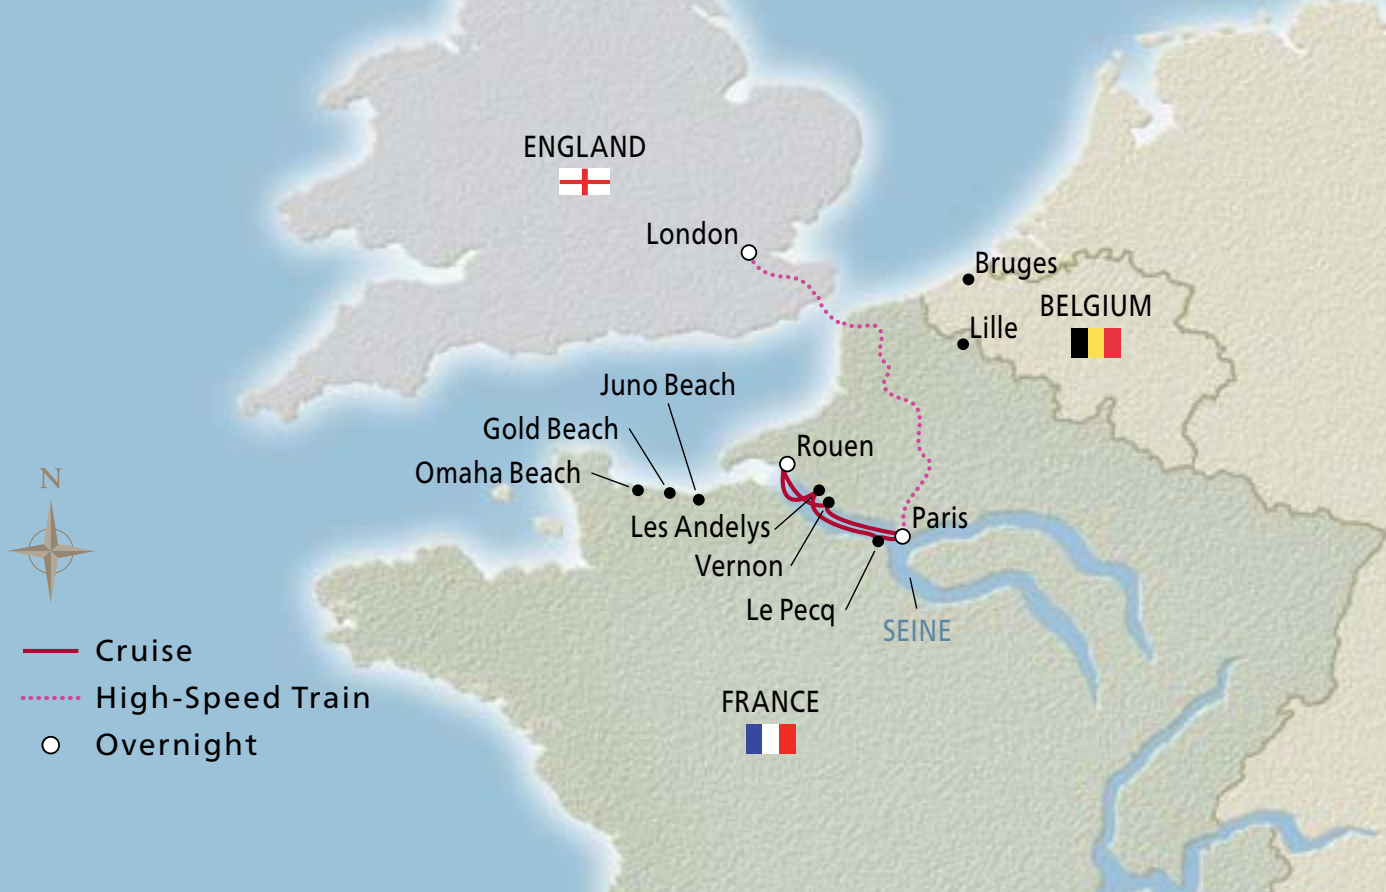 ENGLAND
London
Bruges
BELGIUM
Lille
Juno Beach
Gold Beach
Omaha Beach
Rouen
Les Andelys
Paris
Vernon
Le Pecq
SEINE
FRANCE
N
Cruise
High-Speed Train
Overnight